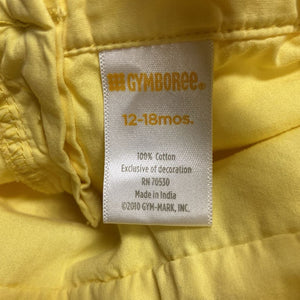 GYMBOREE®
12-18mos.
100% Cotton
Exclusive of decoration
RN 70530
Made in India
©2010 GYM-MARK, INC.